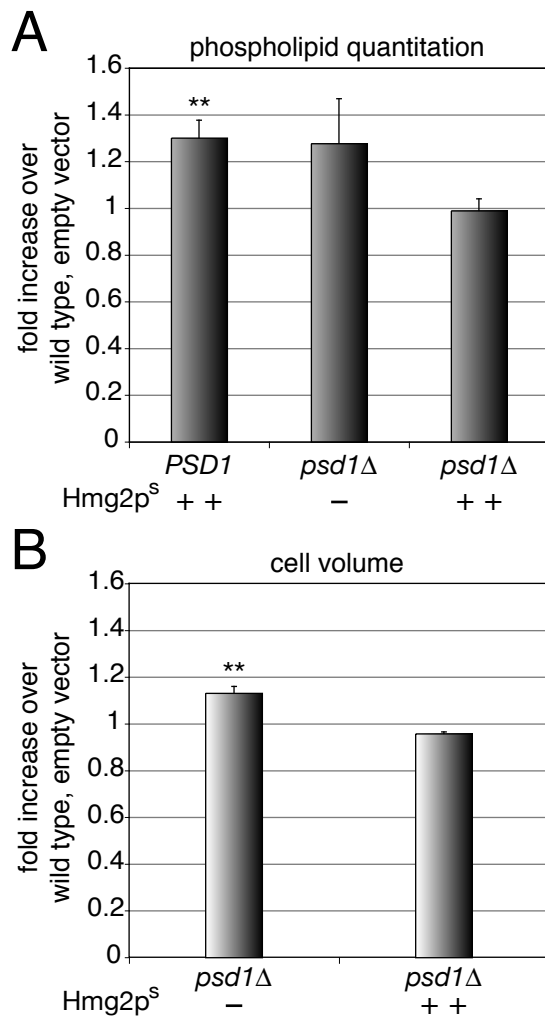 A
phospholipid quantitation
fold increase over
wild type, empty vector
1.6
1.4
1.2
1
0.8
0.6
0.4
0.2
0
**
PSD1 psd1Δ psd1Δ
Hmg2pˢ + + – + +
B
cell volume
fold increase over
wild type, empty vector
1.6
1.4
1.2
1
0.8
0.6
0.4
0.2
0
**
psd1Δ psd1Δ
Hmg2pˢ – + +